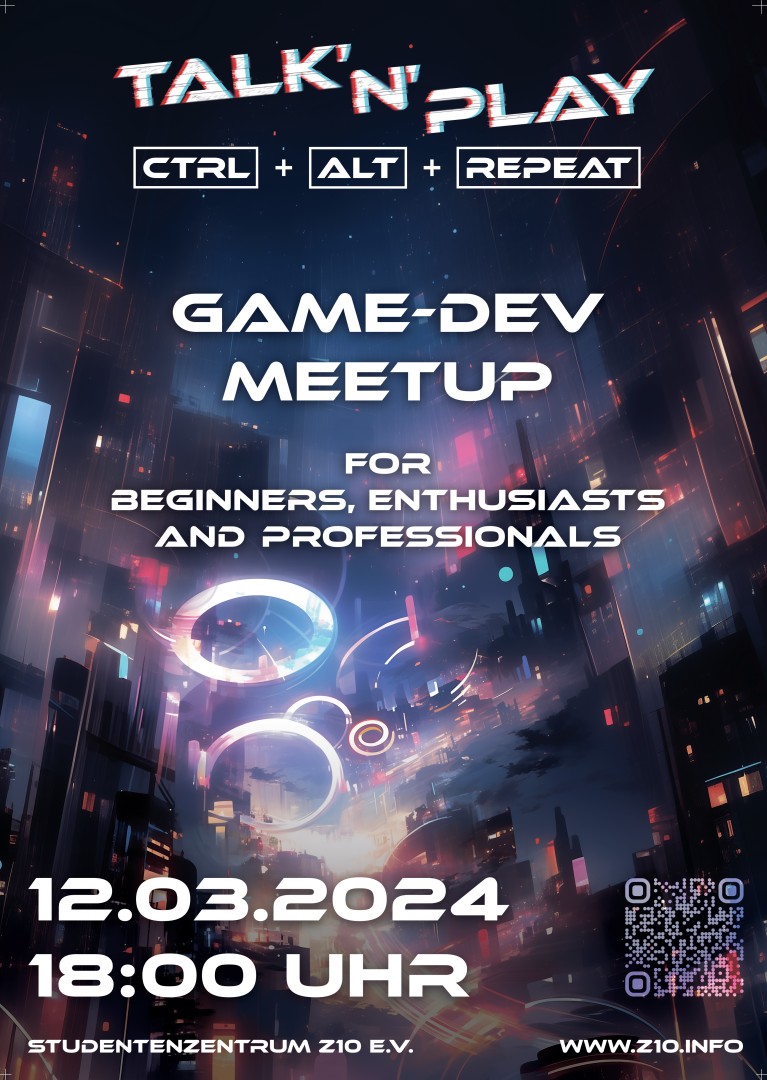 TALK'N'PLAY
CTRL + ALT + REPEAT
GAME-DEV
MEETUP
FOR
BEGINNERS, ENTHUSIASTS
AND PROFESSIONALS
12.03.2024
18:00 UHR
STUDENTENZENTRUM Z10 E.V.
WWW.Z10.INFO